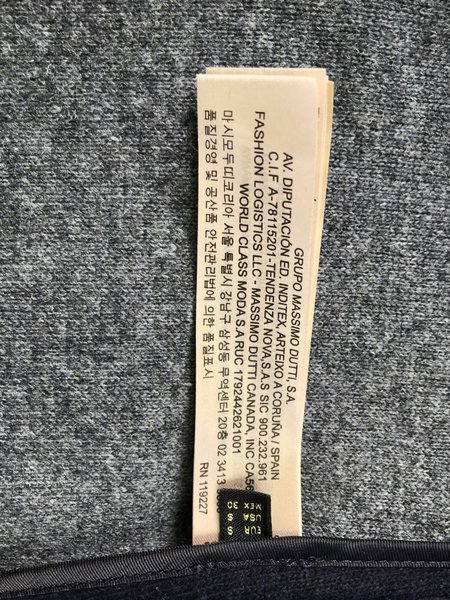 GRUPO MASSIMO DUTTI, S.A.
AV. DIPUTACIÓN ED. INDITEX, ARTEIXO A CORUÑA / SPAIN
C.I.F A-78115201-TENDENZA NOVA,S.A.S SIC 900.232.961
FASHION LOGISTICS LLC - MASSIMO DUTTI CANADA, INC
WORLD CLASS MODA S.A RUC 1792442621001
마시모두띠코리아 서울 특별시 강남구 삼성동 무역센터 20층 02 3413
품질경영 및 공산품 안전관리법에 의한 품질표시
RN 119227
EUR S
USA S
MEX 30